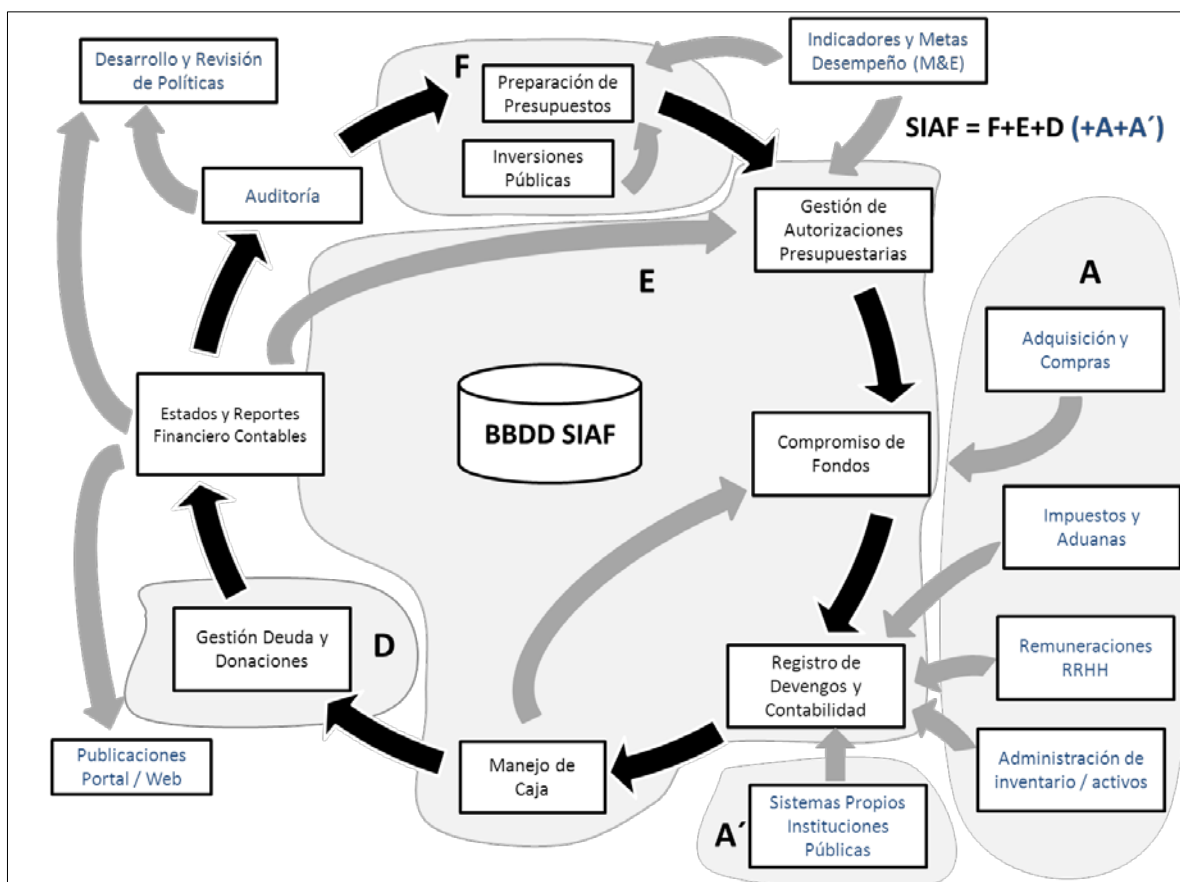 Desarrollo y Revisión
de Políticas
F
Preparación de
Presupuestos
Inversiones
Públicas
Indicadores y Metas
Desempeño (M&E)
SIAF = F+E+D (+A+A´)
Auditoría
Gestión de
Autorizaciones
Presupuestarias
E
A
Adquisición y
Compras
Estados y Reportes
Financiero Contables
BBDD SIAF
Compromiso de
Fondos
Impuestos y
Aduanas
Gestión Deuda y
Donaciones
D
Registro de
Devengos y
Contabilidad
Remuneraciones
RRHH
Publicaciones
Portal / Web
Manejo de
Caja
Administración de
inventario / activos
A´
Sistemas Propios
Instituciones
Públicas